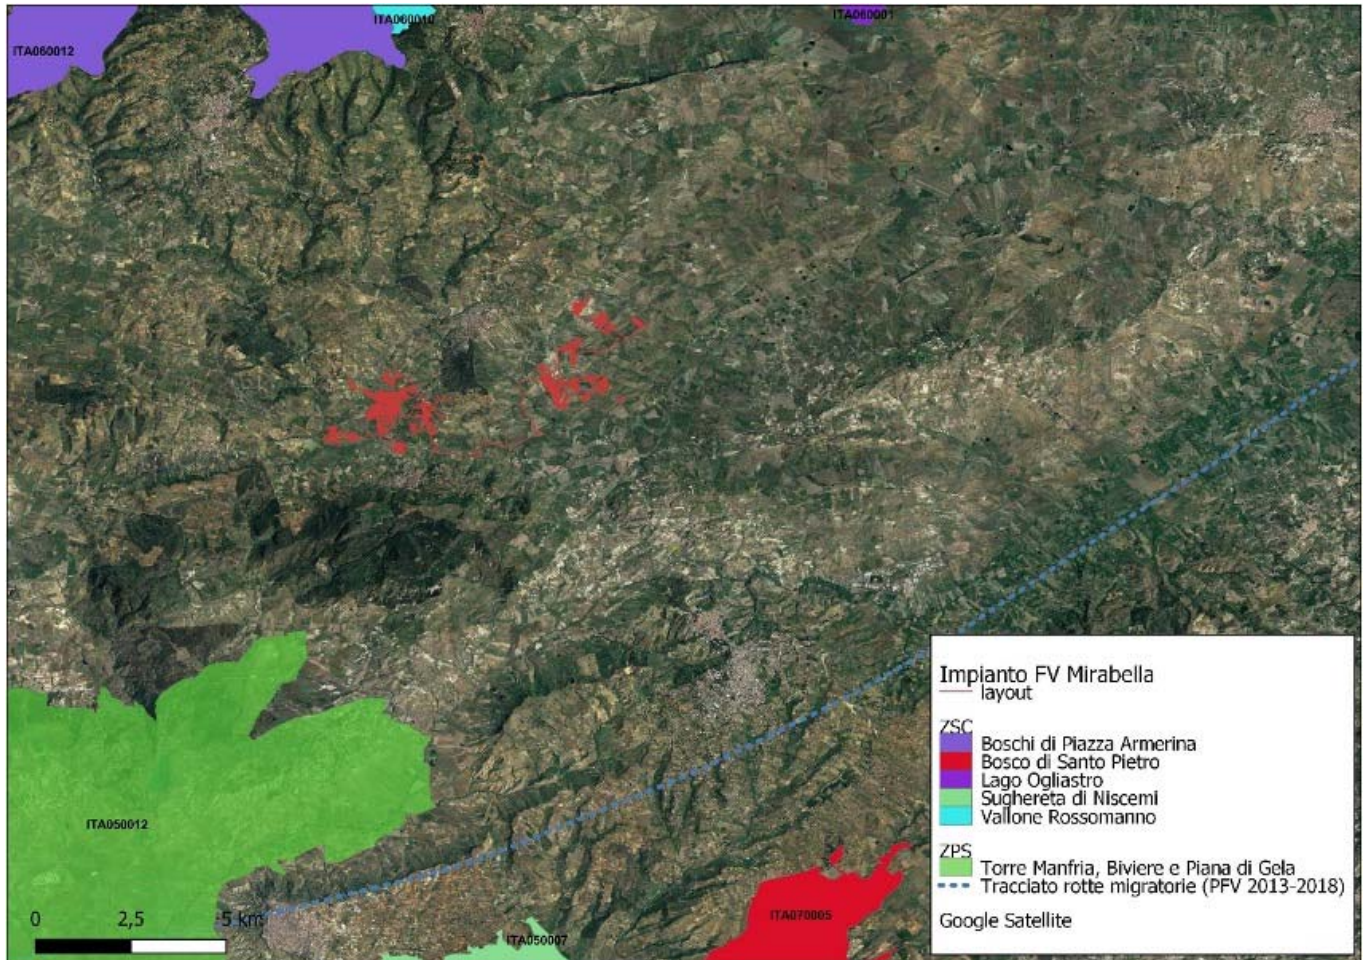 ITA060010
ITA060001
ITA060012
Impianto FV Mirabella
layout
ZSC
Boschi di Piazza Armerina
Bosco di Santo Pietro
Lago Ogliastro
Sughereta di Niscemi
Vallone Rossomanno
ZPS
Torre Manfria, Biviere e Piana di Gela
Tracciato rotte migratorie (PFV 2013-2018)
Google Satellite
ITA050012
0 2,5 5 km
ITA070005
ITA050007